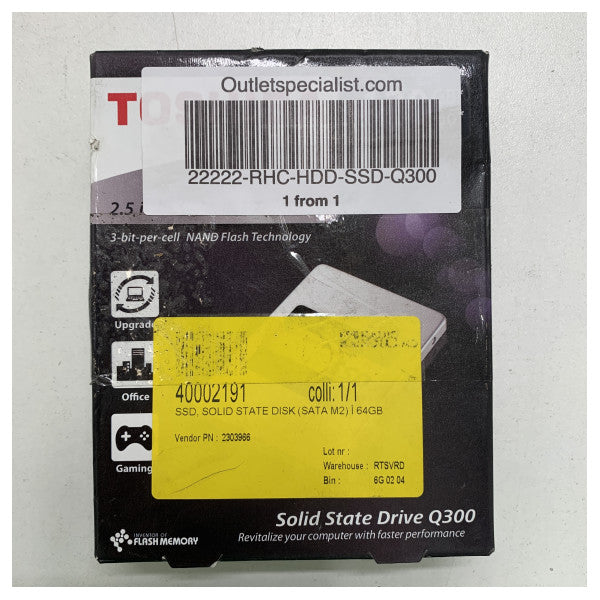 Outletspecialist.com
22222-RHC-HDD-SSD-Q300
1 from 1
2.5
3-bit-per-cell NAND Flash Technology
Upgrade
Office
Gaming
40002191 colli: 1/1
SSD, SOLID STATE DISK (SATA M2) Ï 64GB
Vendor PN : 2303986
Lot nr :
Warehouse : RTSVRD
Bin : 6G 02 04
Solid State Drive Q300
Revitalize your computer with faster performance
INVENTOR OF
FLASH MEMORY